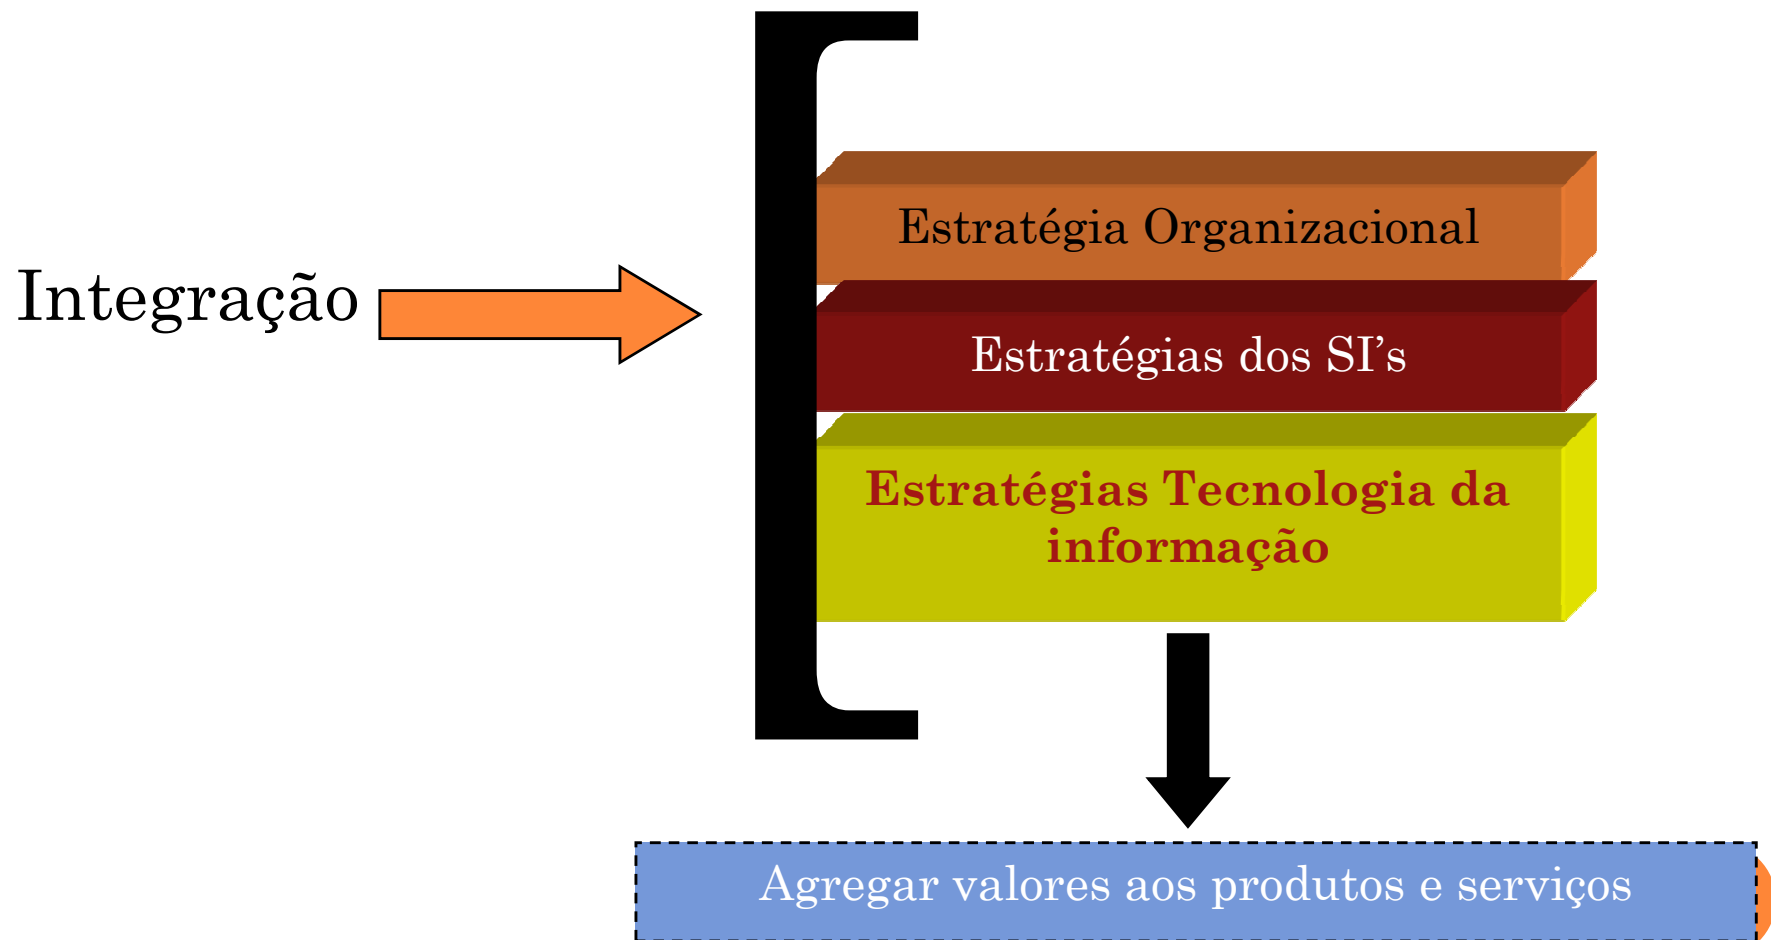 Estratégia Organizacional
Integração
Estratégias dos SI’s
Estratégias Tecnologia da
informação
Agregar valores aos produtos e serviços